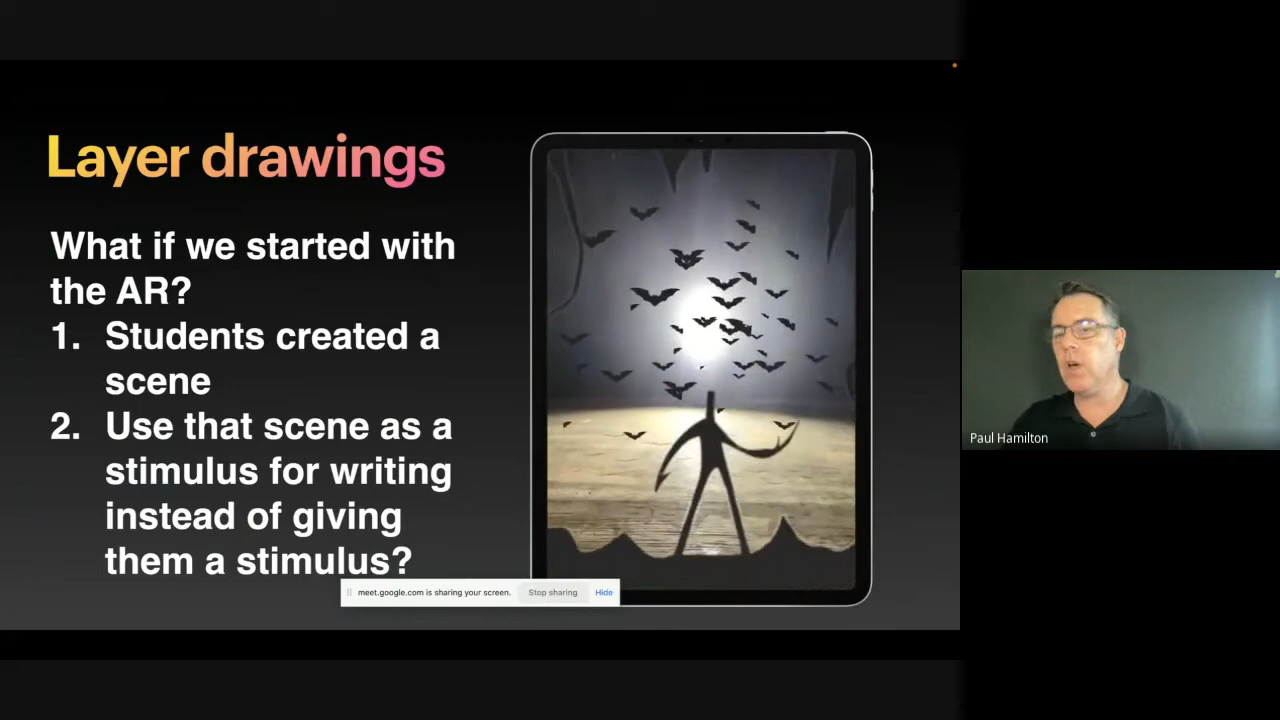 Layer drawings
What if we started with
the AR?
1. Students created a
scene
2. Use that scene as a
stimulus for writing
instead of giving
them a stimulus?
meet.google.com is sharing your screen. Stop sharing Hide
Paul Hamilton